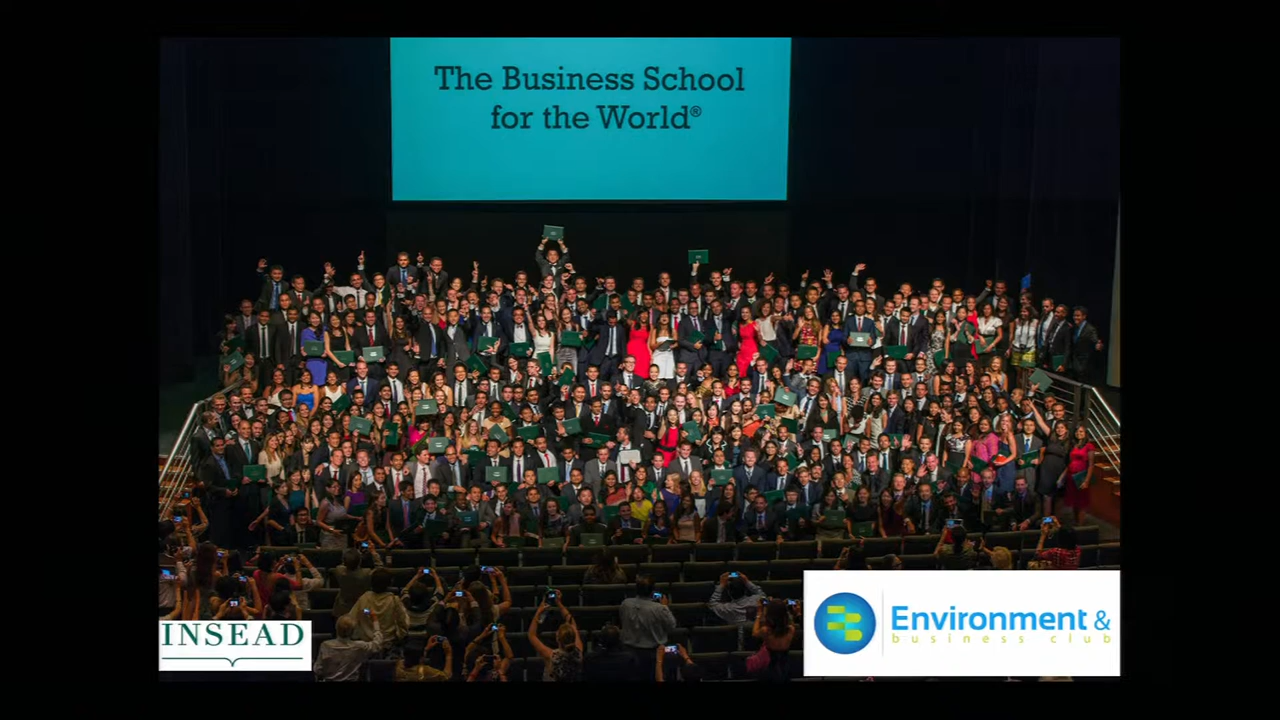 The Business School
for the World®
INSEAD
Environment &
business club